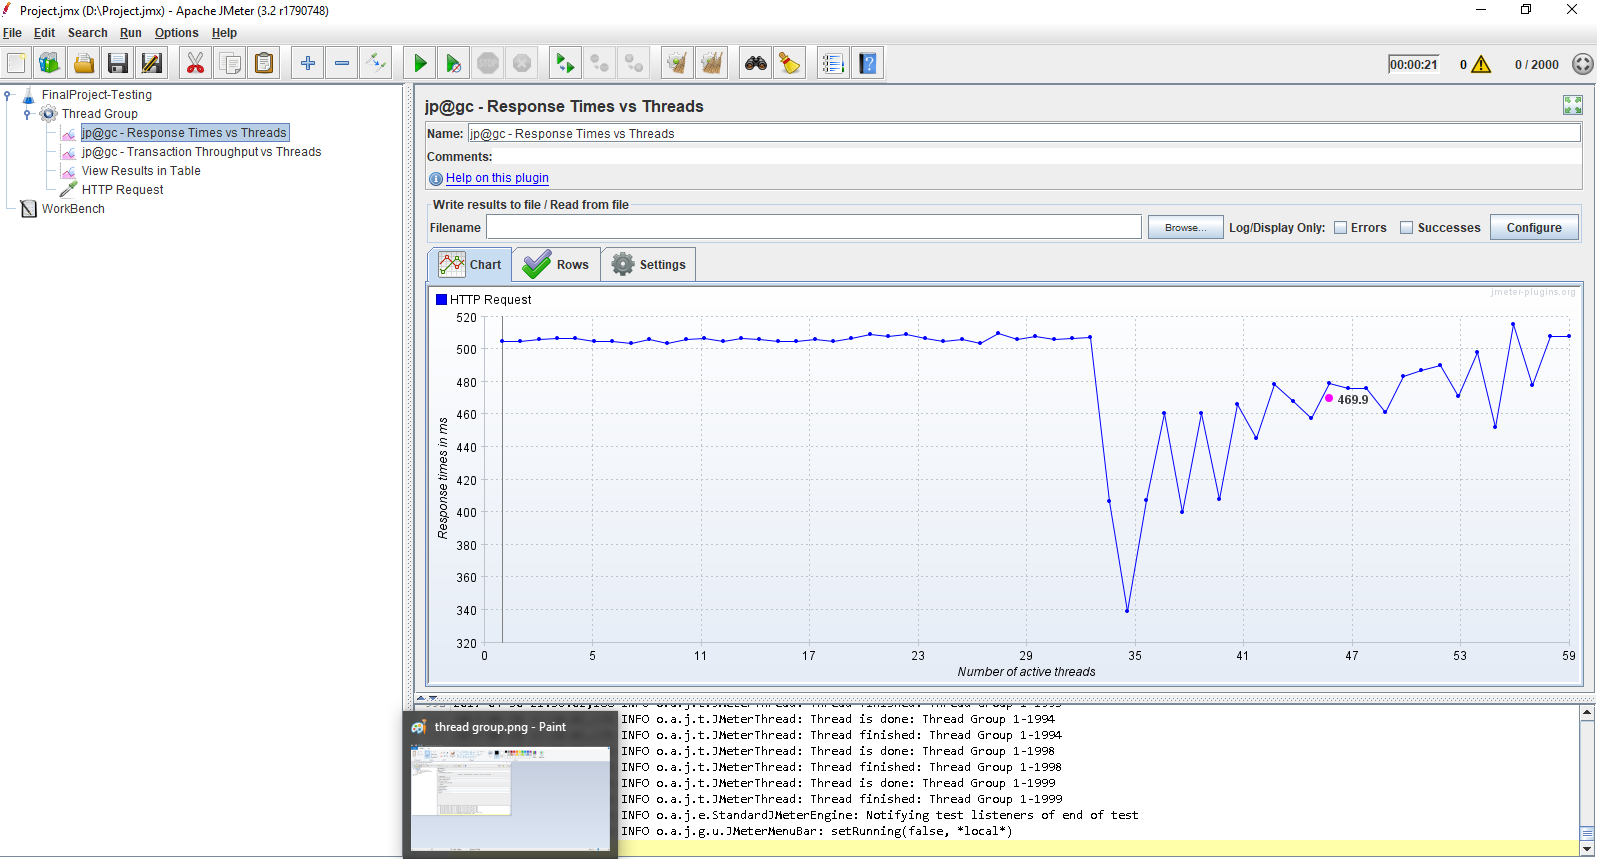 Project.jmx (D:\Project.jmx) - Apache JMeter (3.2 r1790748)
File Edit Search Run Options Help
00:00:21 0 0 / 2000
FinalProject-Testing
Thread Group
jp@gc - Response Times vs Threads
jp@gc - Transaction Throughput vs Threads
View Results in Table
HTTP Request
WorkBench
jp@gc - Response Times vs Threads
Name: jp@gc - Response Times vs Threads
Comments:
Help on this plugin
Write results to file / Read from file
Filename Browse... Log/Display Only: Errors Successes Configure
Chart Rows Settings
HTTP Request
jmeter-plugins.org
520
500
480
460
440
420
400
380
360
340
320
Response times in ms
469.9
0 5 11 17 23 29 35 41 47 53 59
Number of active threads
INFO o.a.j.t.JMeterThread: Thread is done: Thread Group 1-1994
INFO o.a.j.t.JMeterThread: Thread finished: Thread Group 1-1994
INFO o.a.j.t.JMeterThread: Thread is done: Thread Group 1-1998
INFO o.a.j.t.JMeterThread: Thread finished: Thread Group 1-1998
INFO o.a.j.t.JMeterThread: Thread is done: Thread Group 1-1999
INFO o.a.j.t.JMeterThread: Thread finished: Thread Group 1-1999
INFO o.a.j.e.StandardJMeterEngine: Notifying test listeners of end of test
INFO o.a.j.g.u.JMeterMenuBar: setRunning(false, *local*)
thread group.png - Paint